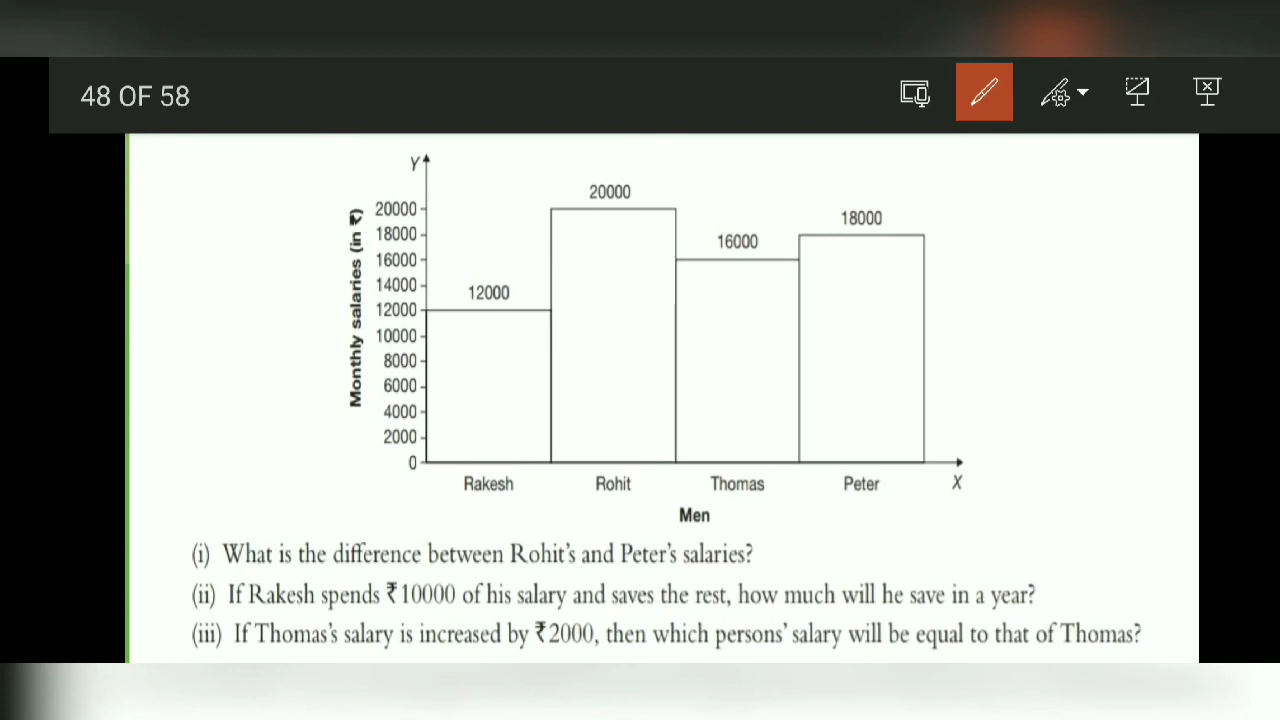 48 OF 58
Y
20000
20000
18000
18000
16000
16000
14000
12000
12000
10000
8000
6000
4000
2000
0
Monthly salaries (in ₹)
Rakesh Rohit Thomas Peter X
Men
(i) What is the difference between Rohit's and Peter's salaries?
(ii) If Rakesh spends ₹10000 of his salary and saves the rest, how much will he save in a year?
(iii) If Thomas's salary is increased by ₹2000, then which persons' salary will be equal to that of Thomas?